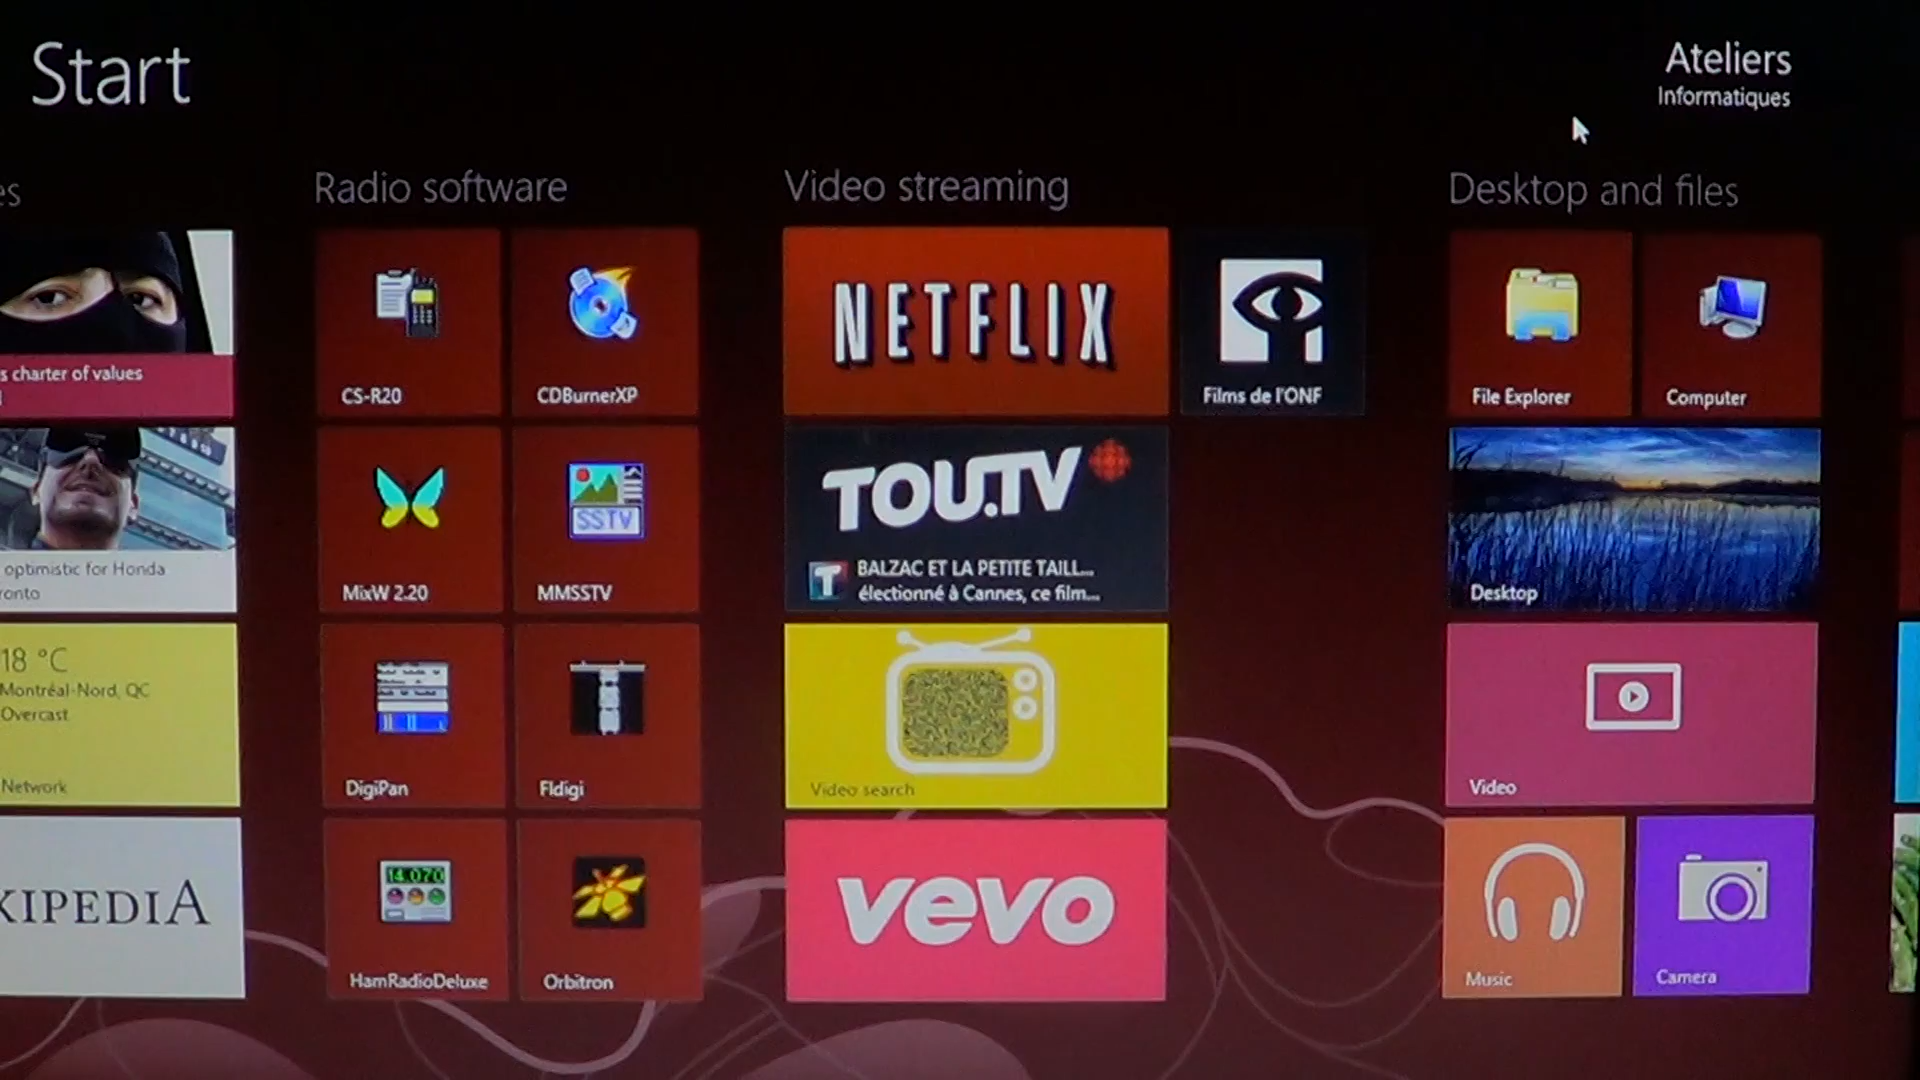 Start
Ateliers
Informatiques
Radio software
Video streaming
Desktop and files
s charter of values
optimistic for Honda
18 °C
Montréal-Nord, QC
Overcast
Network
KIPEDIA
CS-R20
CDBurnerXP
MixW 2.20
SSTV
MMSSTV
DigiPan
Fldigi
14.070
HamRadioDeluxe
Orbitron
NETFLIX
Films de l'ONF
TOU.TV
T
BALZAC ET LA PETITE TAILL...
électionné à Cannes, ce film...
Video search
vevo
File Explorer
Computer
Desktop
Video
Music
Camera